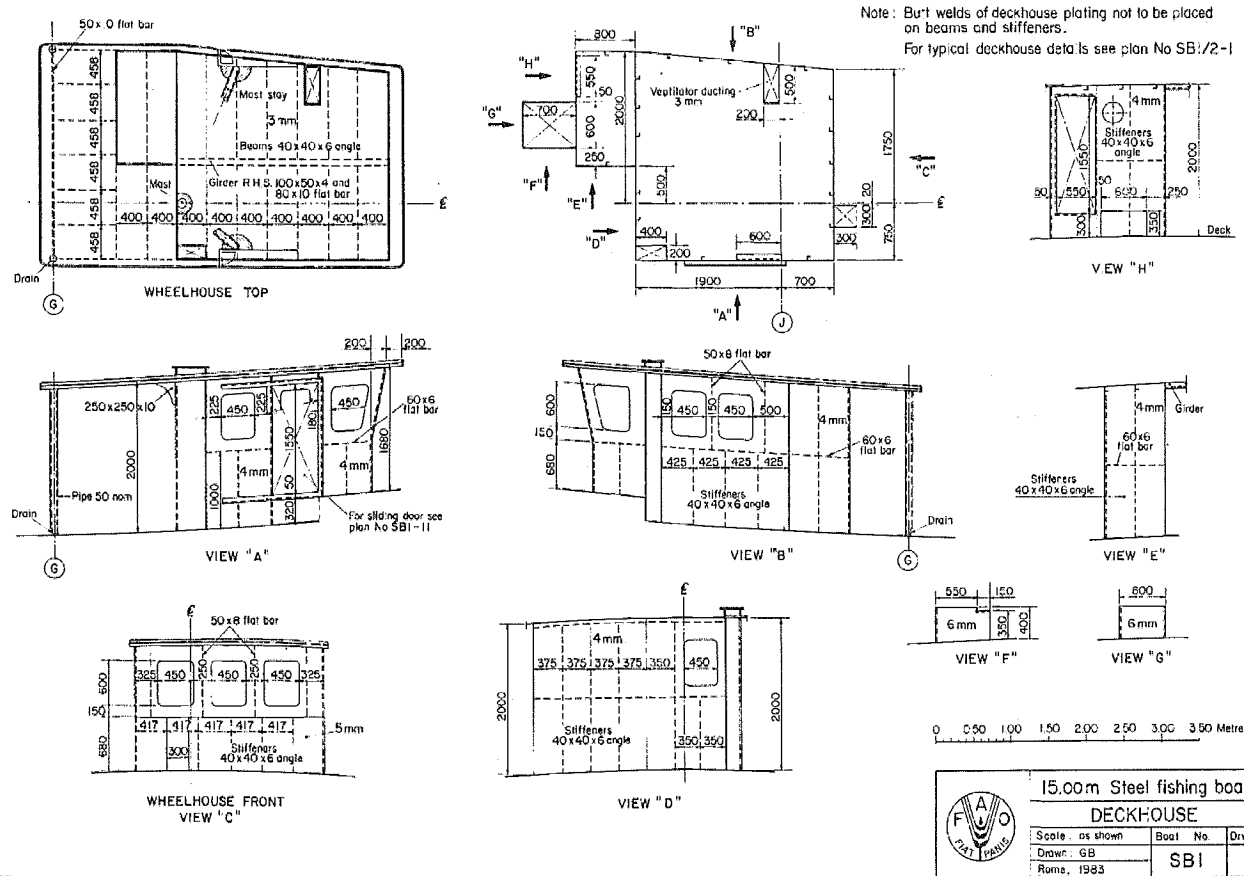 Note: Butt welds of deckhouse plating not to be placed
on beams and stiffeners.
For typical deckhouse details see plan No SB1/2-1
50 x 10 flat bar
458
458
458
458
458
458
Mast stay
3 mm
Beams 40x40x6 angle
Girder R.H.S. 100x50x4 and
80x10 flat bar
Mast
400 400 400 400 400 400 400 400 400
Drain
G
WHEELHOUSE TOP
800
"B"
"H"
"G"
"F"
"E"
"D"
"C"
"A"
550
50
600
250
700
2000
500
Ventilator ducting
3 mm
500
200
1750
750
20
300
300
400
200
600
1900
700
J
4 mm
Stiffeners
40x40x6
angle
1550
2000
50 550 50 600 250
300
350
Deck
VIEW "H"
200 200
250x250x10
225 450 225
180
450
60x6
flat bar
2000
1550
4mm
4mm
1680
1000
50
320
Pipe 50 nom
Drain
For sliding door see
plan No SB1-11
VIEW "A"
G
50x8 flat bar
600
150
680
150 450 150 450 500
4 mm
60x6
flat bar
425 425 425 425
Stiffeners
40x40x6 angle
Drain
VIEW "B"
G
4mm
Girder
60x6
flat bar
Stiffeners
40x40x6 angle
VIEW "E"
50x8 flat bar
600
150
680
325 450 250 450 250 450 325
417 417 417 417 417
300
5mm
Stiffeners
40x40x6 angle
WHEELHOUSE FRONT
VIEW "C"
4mm
375 375 375 375 350 450
2000
2000
Stiffeners
40x40x6 angle
350 350
VIEW "D"
550 150
6mm
350
400
VIEW "F"
600
6mm
VIEW "G"
0 0.50 1.00 1.50 2.00 2.50 3.00 3.50 Metre
F A O
FIAT PANIS
15.00m Steel fishing boa
DECKHOUSE
Scale: as shown
Boat No.
Drawn: GB
SB1
Rome, 1983